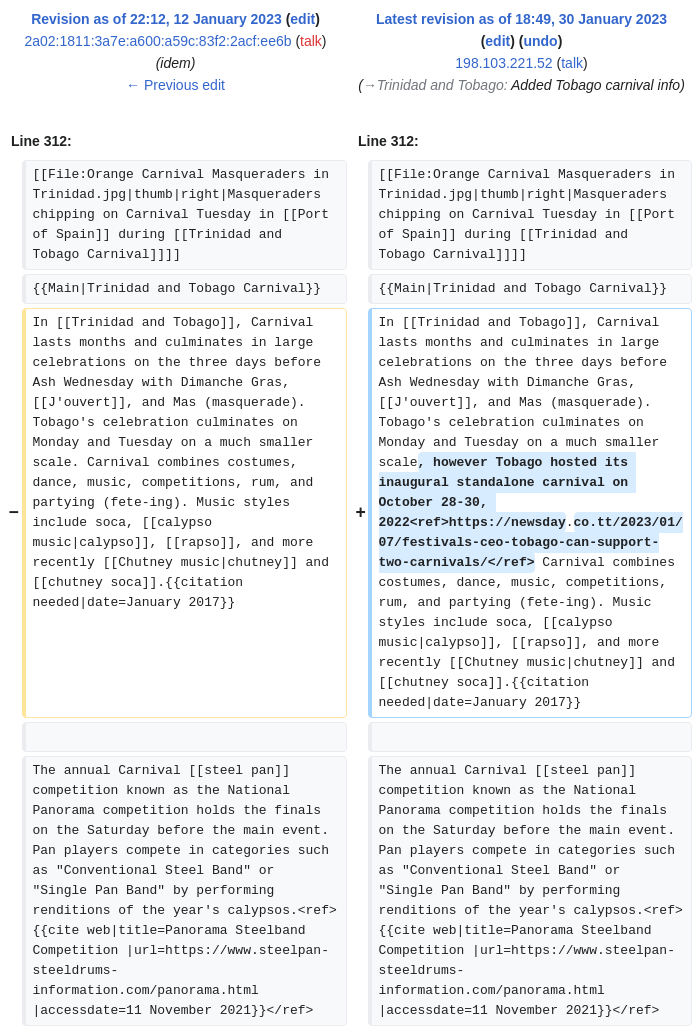 Revision as of 22:12, 12 January 2023 (edit)
2a02:1811:3a7e:a600:a59c:83f2:2acf:ee6b (talk)
(idem)
← Previous edit
Latest revision as of 18:49, 30 January 2023
(edit) (undo)
198.103.221.52 (talk)
(→Trinidad and Tobago: Added Tobago carnival info)
Line 312:
Line 312:
[[File:Orange Carnival Masqueraders in
Trinidad.jpg|thumb|right|Masqueraders
chipping on Carnival Tuesday in [[Port
of Spain]] during [[Trinidad and
Tobago Carnival]]]]
[[File:Orange Carnival Masqueraders in
Trinidad.jpg|thumb|right|Masqueraders
chipping on Carnival Tuesday in [[Port
of Spain]] during [[Trinidad and
Tobago Carnival]]]]
{{Main|Trinidad and Tobago Carnival}}
{{Main|Trinidad and Tobago Carnival}}
−
In [[Trinidad and Tobago]], Carnival
lasts months and culminates in large
celebrations on the three days before
Ash Wednesday with Dimanche Gras,
[[J'ouvert]], and Mas (masquerade).
Tobago's celebration culminates on
Monday and Tuesday on a much smaller
scale. Carnival combines costumes,
dance, music, competitions, rum, and
partying (fete-ing). Music styles
include soca, [[calypso
music|calypso]], [[rapso]], and more
recently [[Chutney music|chutney]] and
[[chutney soca]].{{citation
needed|date=January 2017}}
+
In [[Trinidad and Tobago]], Carnival
lasts months and culminates in large
celebrations on the three days before
Ash Wednesday with Dimanche Gras,
[[J'ouvert]], and Mas (masquerade).
Tobago's celebration culminates on
Monday and Tuesday on a much smaller
scale, however Tobago hosted its
inaugural standalone carnival on
October 28-30,
2022<ref>https://newsday.co.tt/2023/01/
07/festivals-ceo-tobago-can-support-
two-carnivals/</ref> Carnival combines
costumes, dance, music, competitions,
rum, and partying (fete-ing). Music
styles include soca, [[calypso
music|calypso]], [[rapso]], and more
recently [[Chutney music|chutney]] and
[[chutney soca]].{{citation
needed|date=January 2017}}
The annual Carnival [[steel pan]]
competition known as the National
Panorama competition holds the finals
on the Saturday before the main event.
Pan players compete in categories such
as "Conventional Steel Band" or
"Single Pan Band" by performing
renditions of the year's calypsos.<ref>
{{cite web|title=Panorama Steelband
Competition |url=https://www.steelpan-
steeldrums-
information.com/panorama.html
|accessdate=11 November 2021}}</ref>
The annual Carnival [[steel pan]]
competition known as the National
Panorama competition holds the finals
on the Saturday before the main event.
Pan players compete in categories such
as "Conventional Steel Band" or
"Single Pan Band" by performing
renditions of the year's calypsos.<ref>
{{cite web|title=Panorama Steelband
Competition |url=https://www.steelpan-
steeldrums-
information.com/panorama.html
|accessdate=11 November 2021}}</ref>